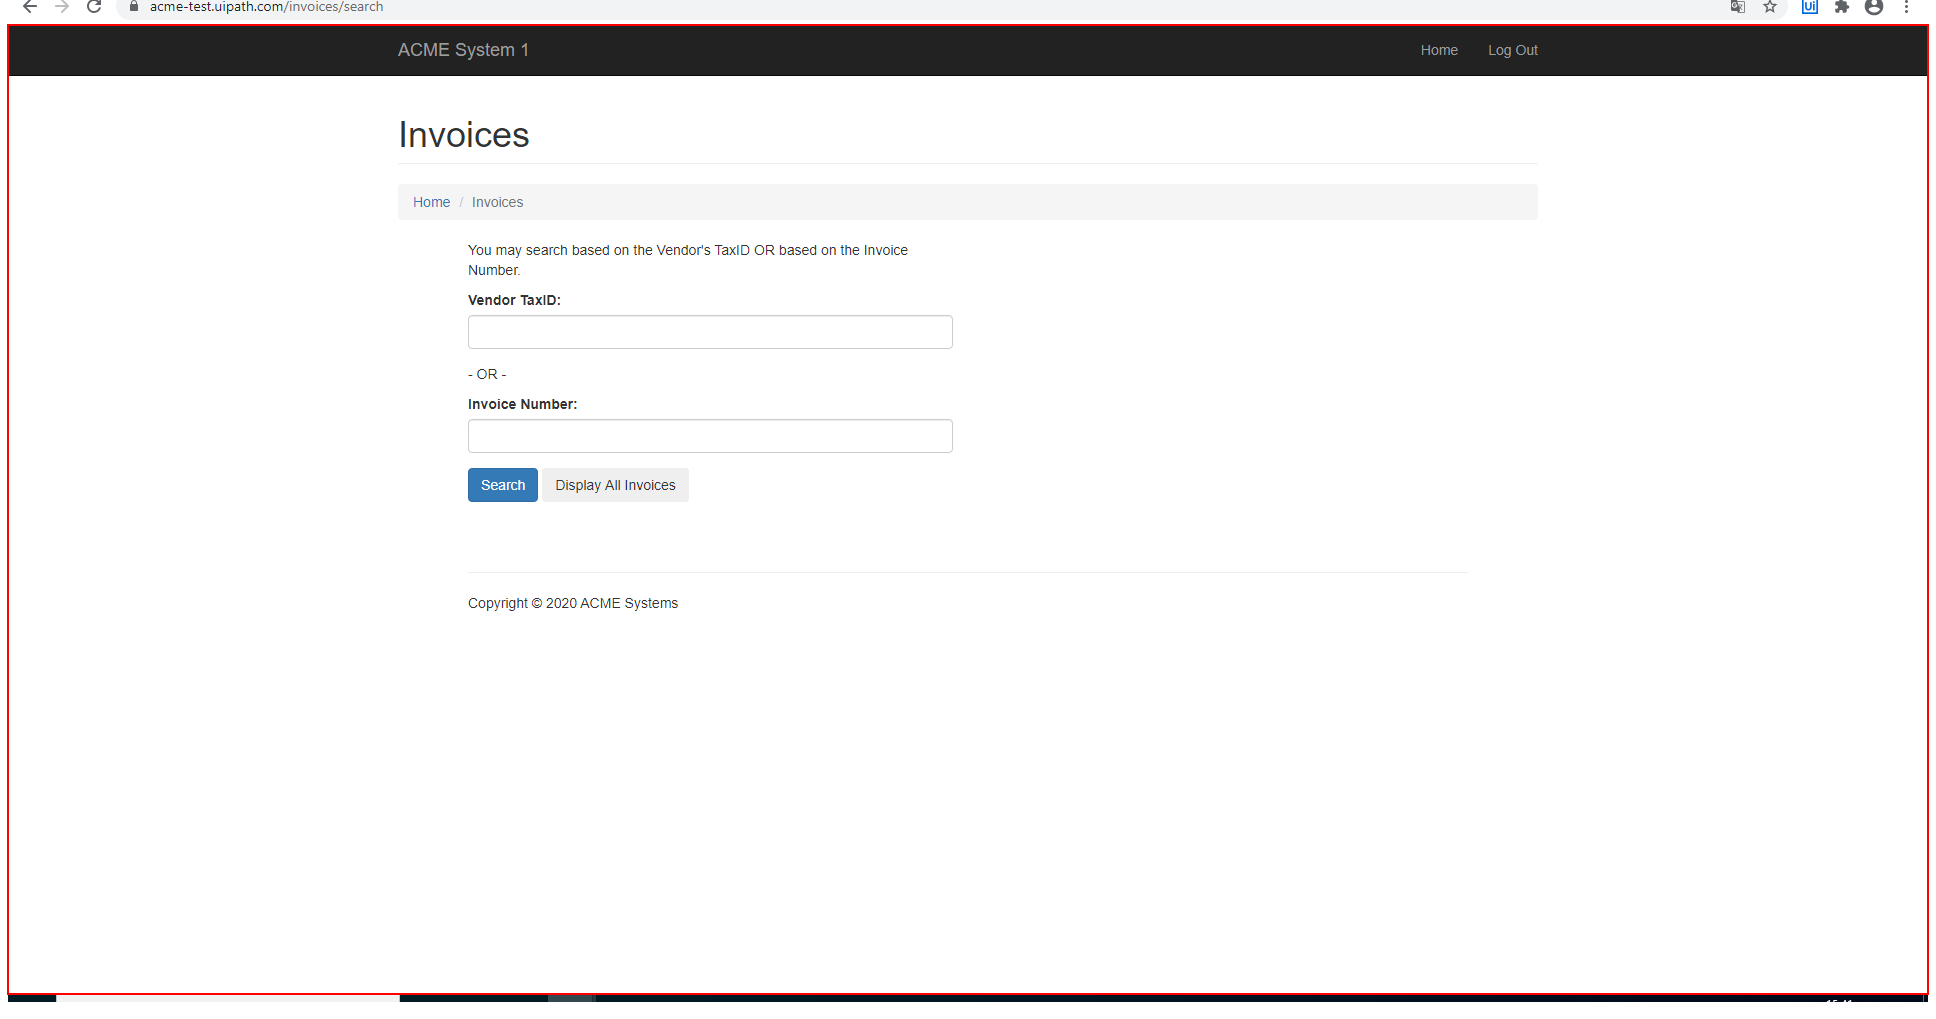 acme-test.uipath.com/invoices/search
Ui
ACME System 1
Home
Log Out
Invoices
Home / Invoices
You may search based on the Vendor's TaxID OR based on the Invoice
Number.
Vendor TaxID:
- OR -
Invoice Number:
Search
Display All Invoices
Copyright © 2020 ACME Systems